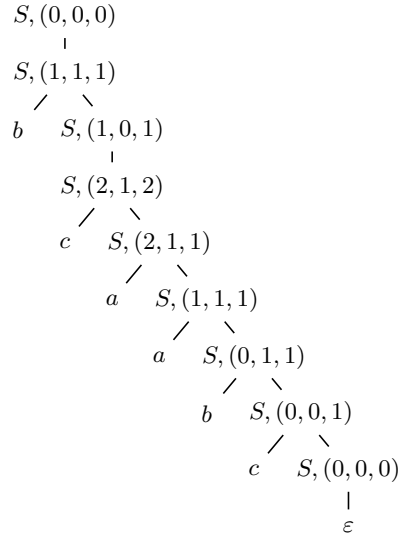 S, (0, 0, 0)
S, (1, 1, 1)
b S, (1, 0, 1)
S, (2, 1, 2)
c S, (2, 1, 1)
a S, (1, 1, 1)
a S, (0, 1, 1)
b S, (0, 0, 1)
c S, (0, 0, 0)
ε